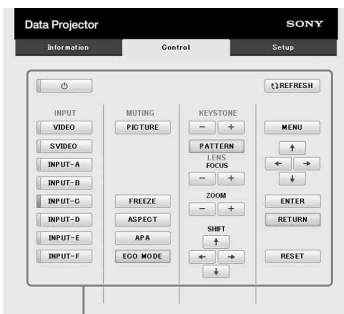 Data Projector SONY
Information Control Setup
REFRESH
INPUT MUTING KEYSTONE
VIDEO PICTURE - + MENU
SVIDEO PATTERN
LENS
INPUT-A FOCUS
INPUT-B - +
INPUT-C FREEZE ZOOM ENTER
- +
INPUT-D ASPECT RETURN
SHIFT
INPUT-E APA
INPUT-F ECO MODE RESET